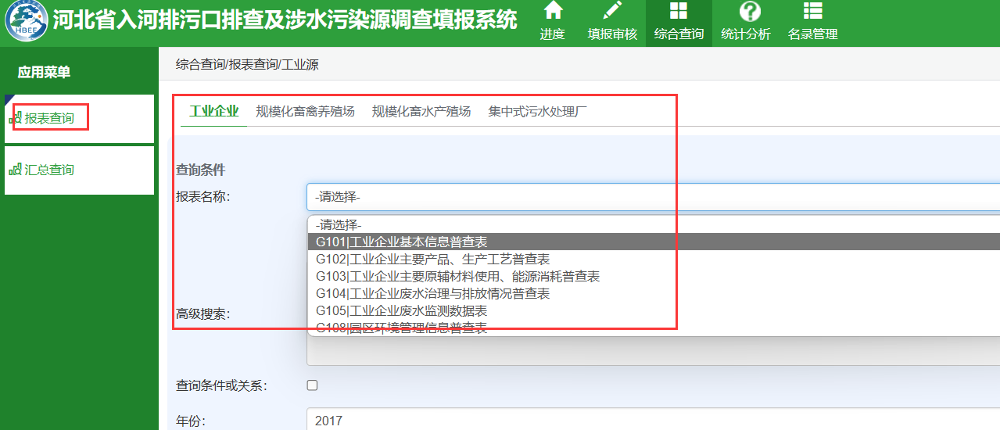 河北省入河排污口排查及涉水污染源调查填报系统
HBEE
进度
填报审核
综合查询
统计分析
名录管理
应用菜单
报表查询
汇总查询
综合查询/报表查询/工业源
工业企业
规模化畜禽养殖场
规模化畜水产殖场
集中式污水处理厂
查询条件
报表名称:
-请选择-
-请选择-
G101|工业企业基本信息普查表
G102|工业企业主要产品、生产工艺普查表
G103|工业企业主要原辅材料使用、能源消耗普查表
G104|工业企业废水治理与排放情况普查表
G105|工业企业废水监测数据表
G108|园区环境管理信息普查表
高级搜索:
查询条件或关系:
年份:
2017